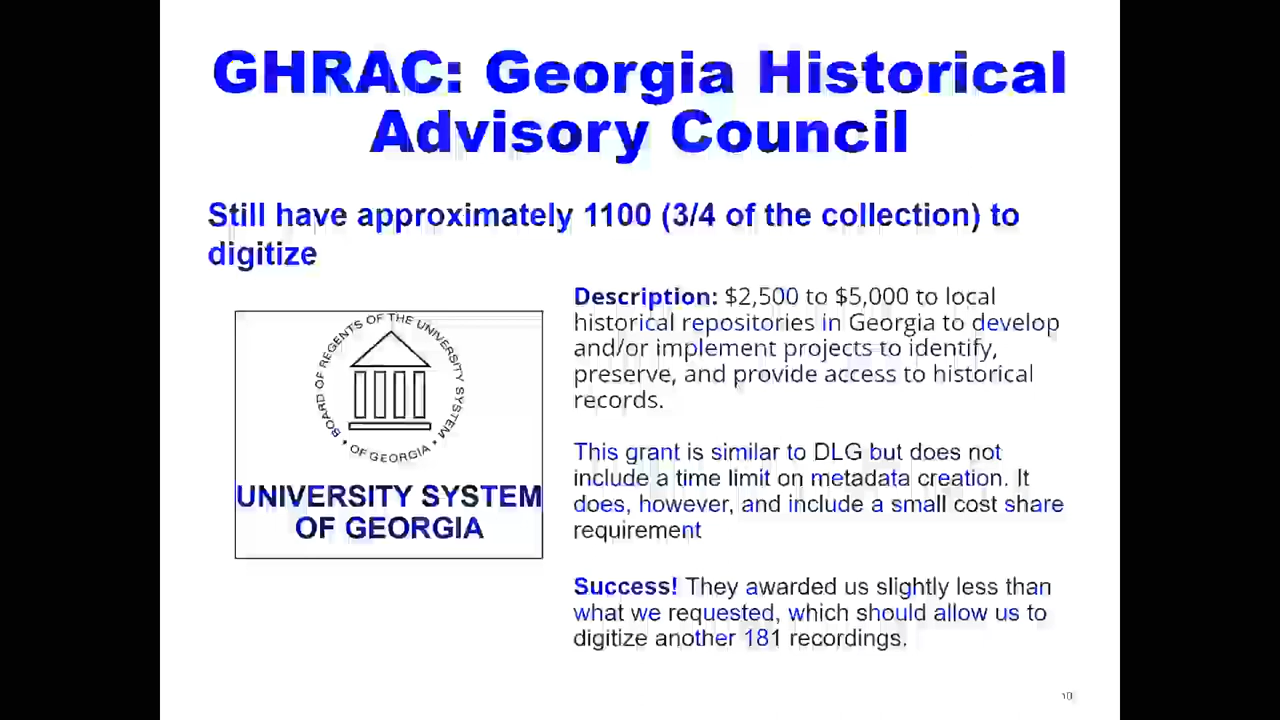 GHRAC: Georgia Historical
Advisory Council
Still have approximately 1100 (3/4 of the collection) to
digitize
BOARD OF REGENTS OF THE UNIVERSITY SYSTEM
OF GEORGIA
UNIVERSITY SYSTEM
OF GEORGIA
Description: $2,500 to $5,000 to local
historical repositories in Georgia to develop
and/or implement projects to identify,
preserve, and provide access to historical
records.
This grant is similar to DLG but does not
include a time limit on metadata creation. It
does, however, and include a small cost share
requirement
Success! They awarded us slightly less than
what we requested, which should allow us to
digitize another 181 recordings.
10